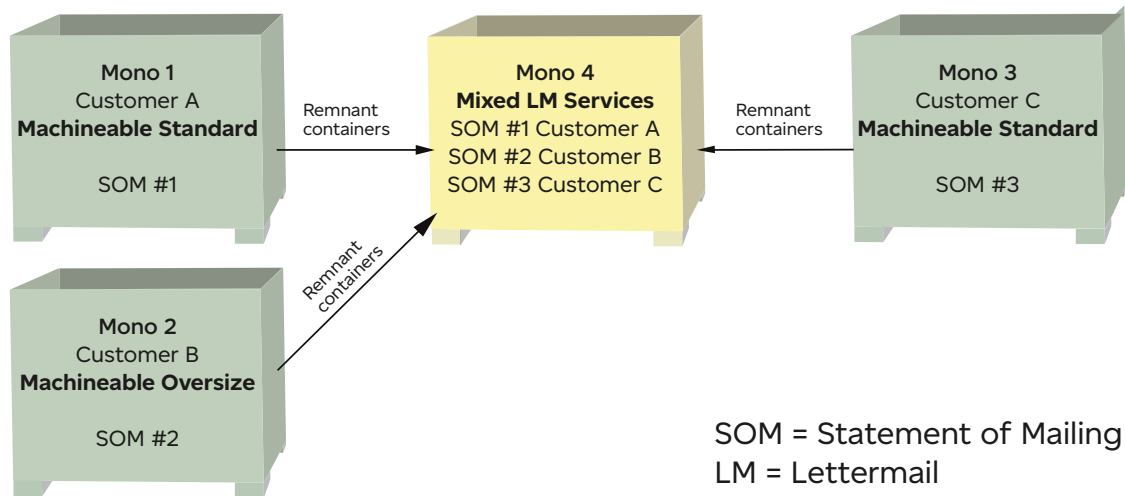 Mono 1
Customer A
Machineable Standard
SOM #1
Remnant
containers
Mono 4
Mixed LM Services
SOM #1 Customer A
SOM #2 Customer B
SOM #3 Customer C
Remnant
containers
Mono 3
Customer C
Machineable Standard
SOM #3
Remnant
containers
Mono 2
Customer B
Machineable Oversize
SOM #2
SOM = Statement of Mailing
LM = Lettermail